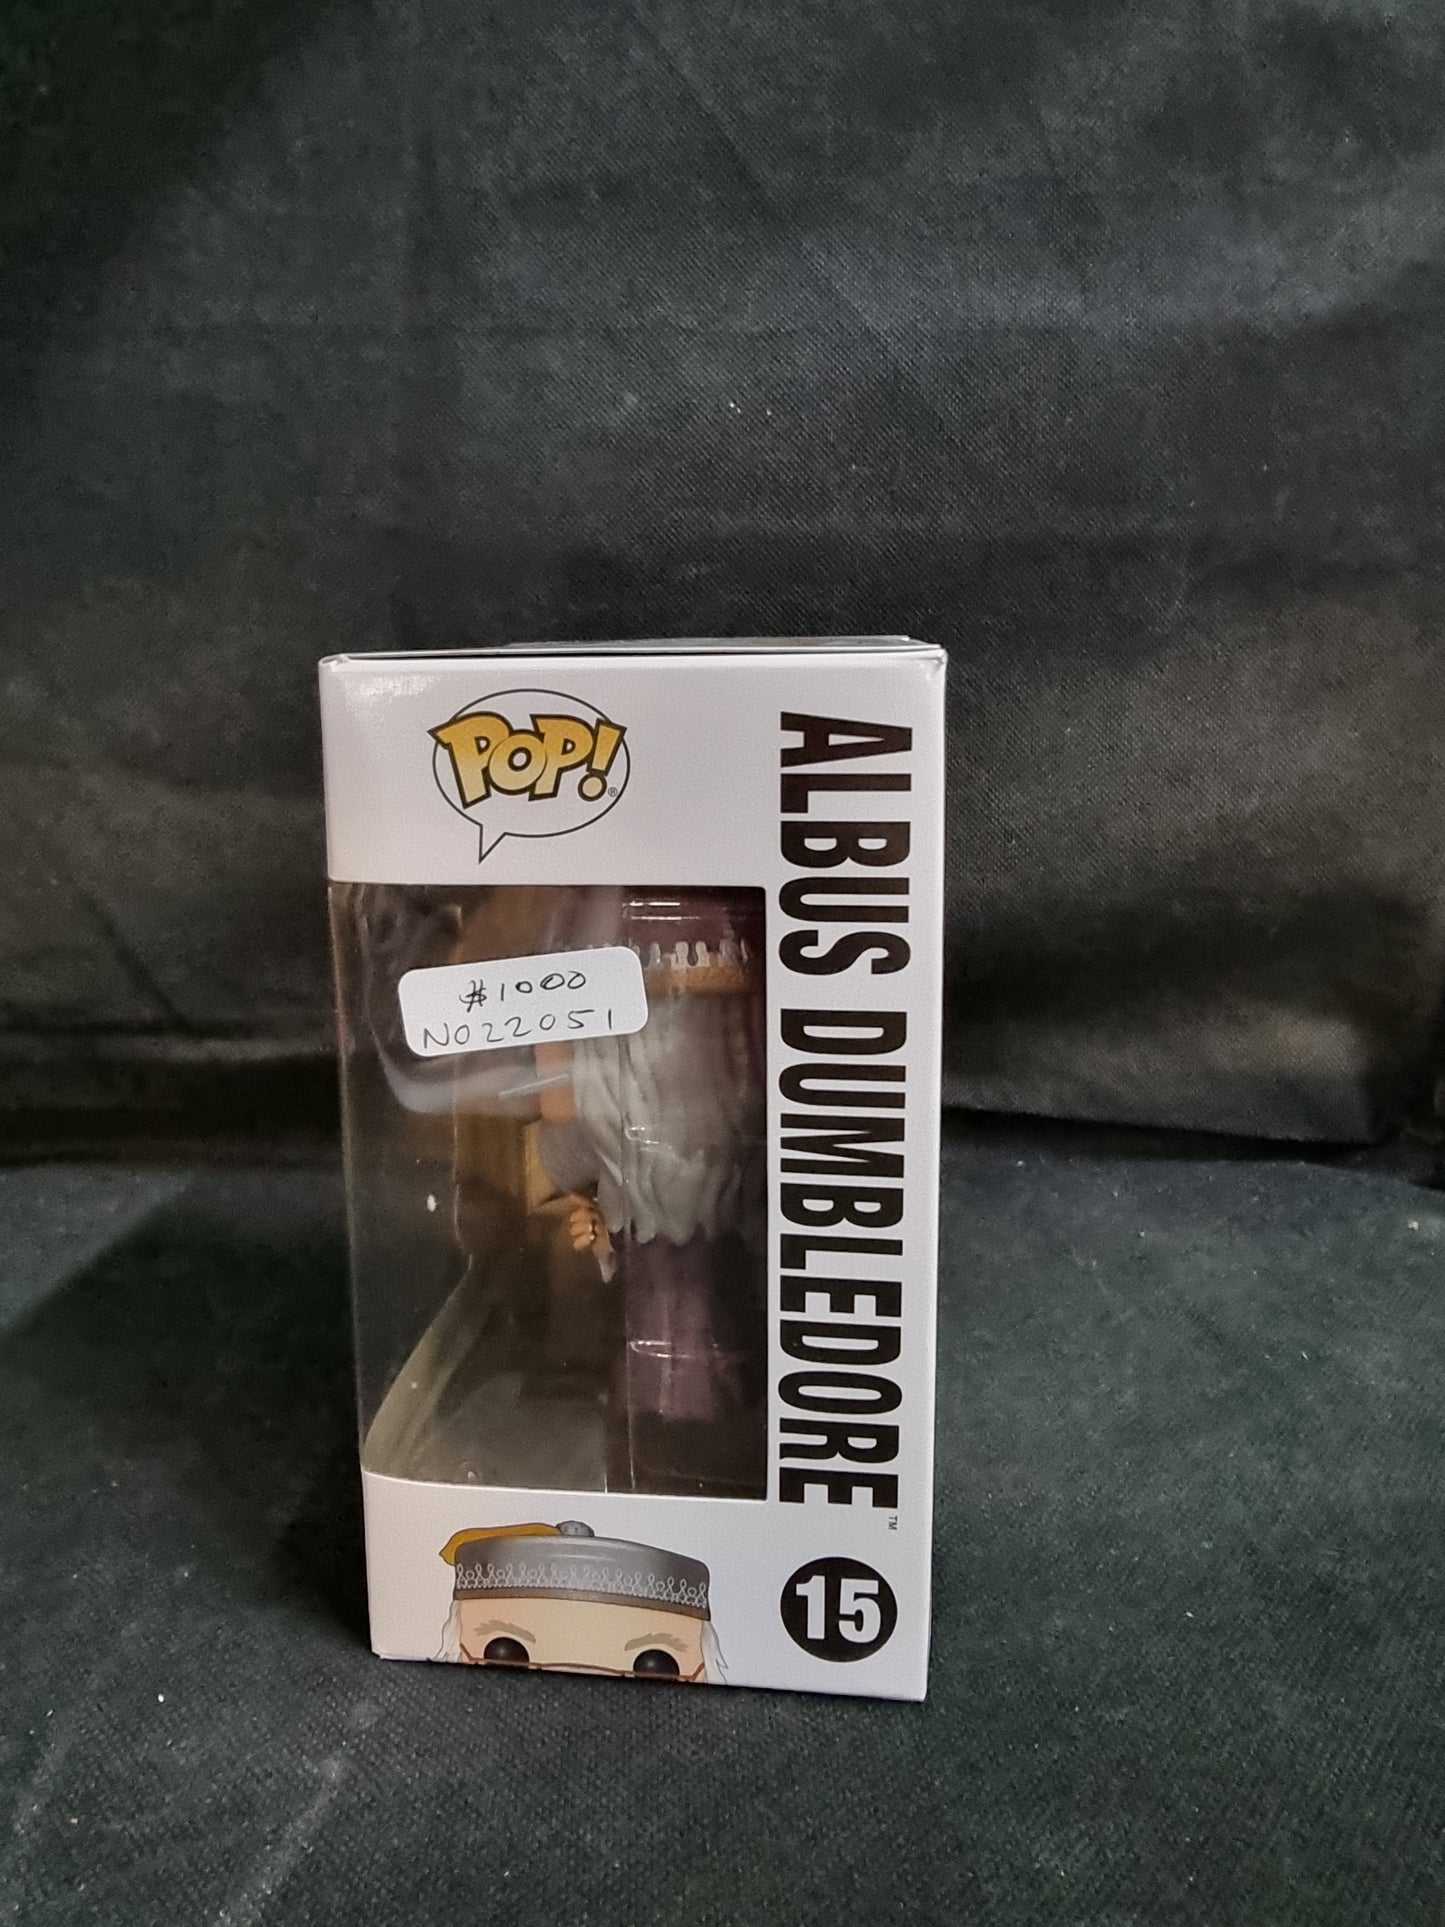 POP!®
ALBUS DUMBLEDORE™
$1000
NO22051
15